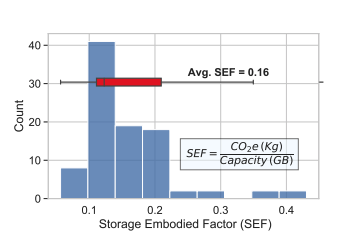 40
30
20
10
0
Count
Avg. SEF = 0.16
SEF = CO2e (Kg) / Capacity (GB)
0.1 0.2 0.3 0.4
Storage Embodied Factor (SEF)